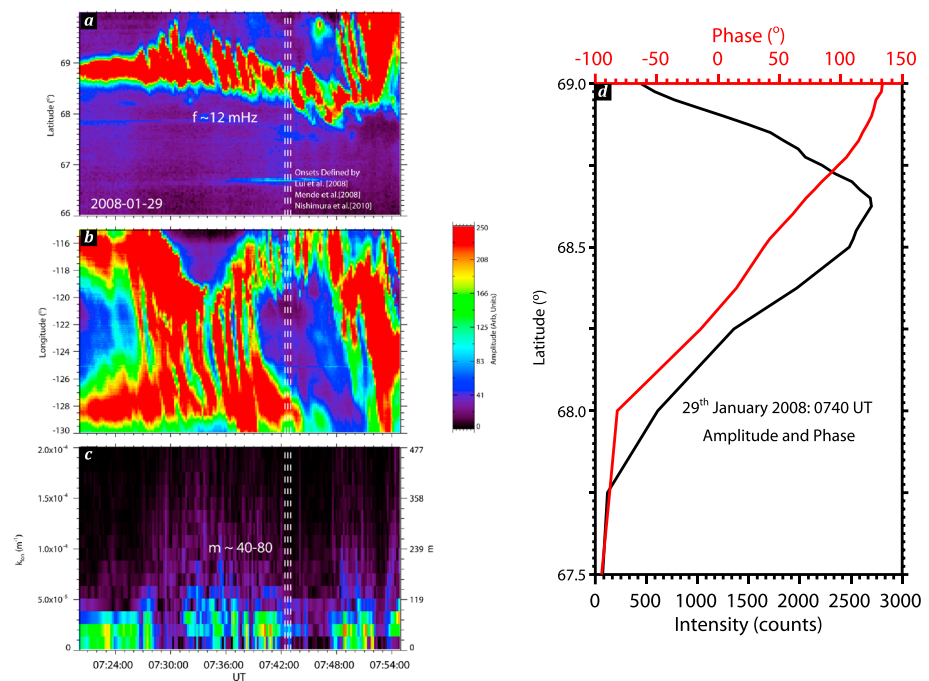 a
69
68
67
66
Latitude (°)
f ~12 mHz
Onsets Defined by
Lui et al.[2008]
Mende et al.[2008]
Nishimura et al.[2010]
2008-01-29
b
-116
-118
-120
-122
-124
-126
-128
-130
Longitude (°)
250
208
166
125
83
41
0
Amplitude (Arb, Units)
c
2.0x10⁻⁴
1.5x10⁻⁴
1.0x10⁻⁴
5.0x10⁻⁵
0
477
358
239
119
0
m
m ~ 40-80
07:24:00
07:30:00
07:36:00
07:42:00
07:48:00
07:54:00
UT
Phase (°)
-100
-50
0
50
100
150
d
69.0
68.5
68.0
67.5
Latitude (°)
29th January 2008: 0740 UT
Amplitude and Phase
0
500
1000
1500
2000
2500
3000
Intensity (counts)